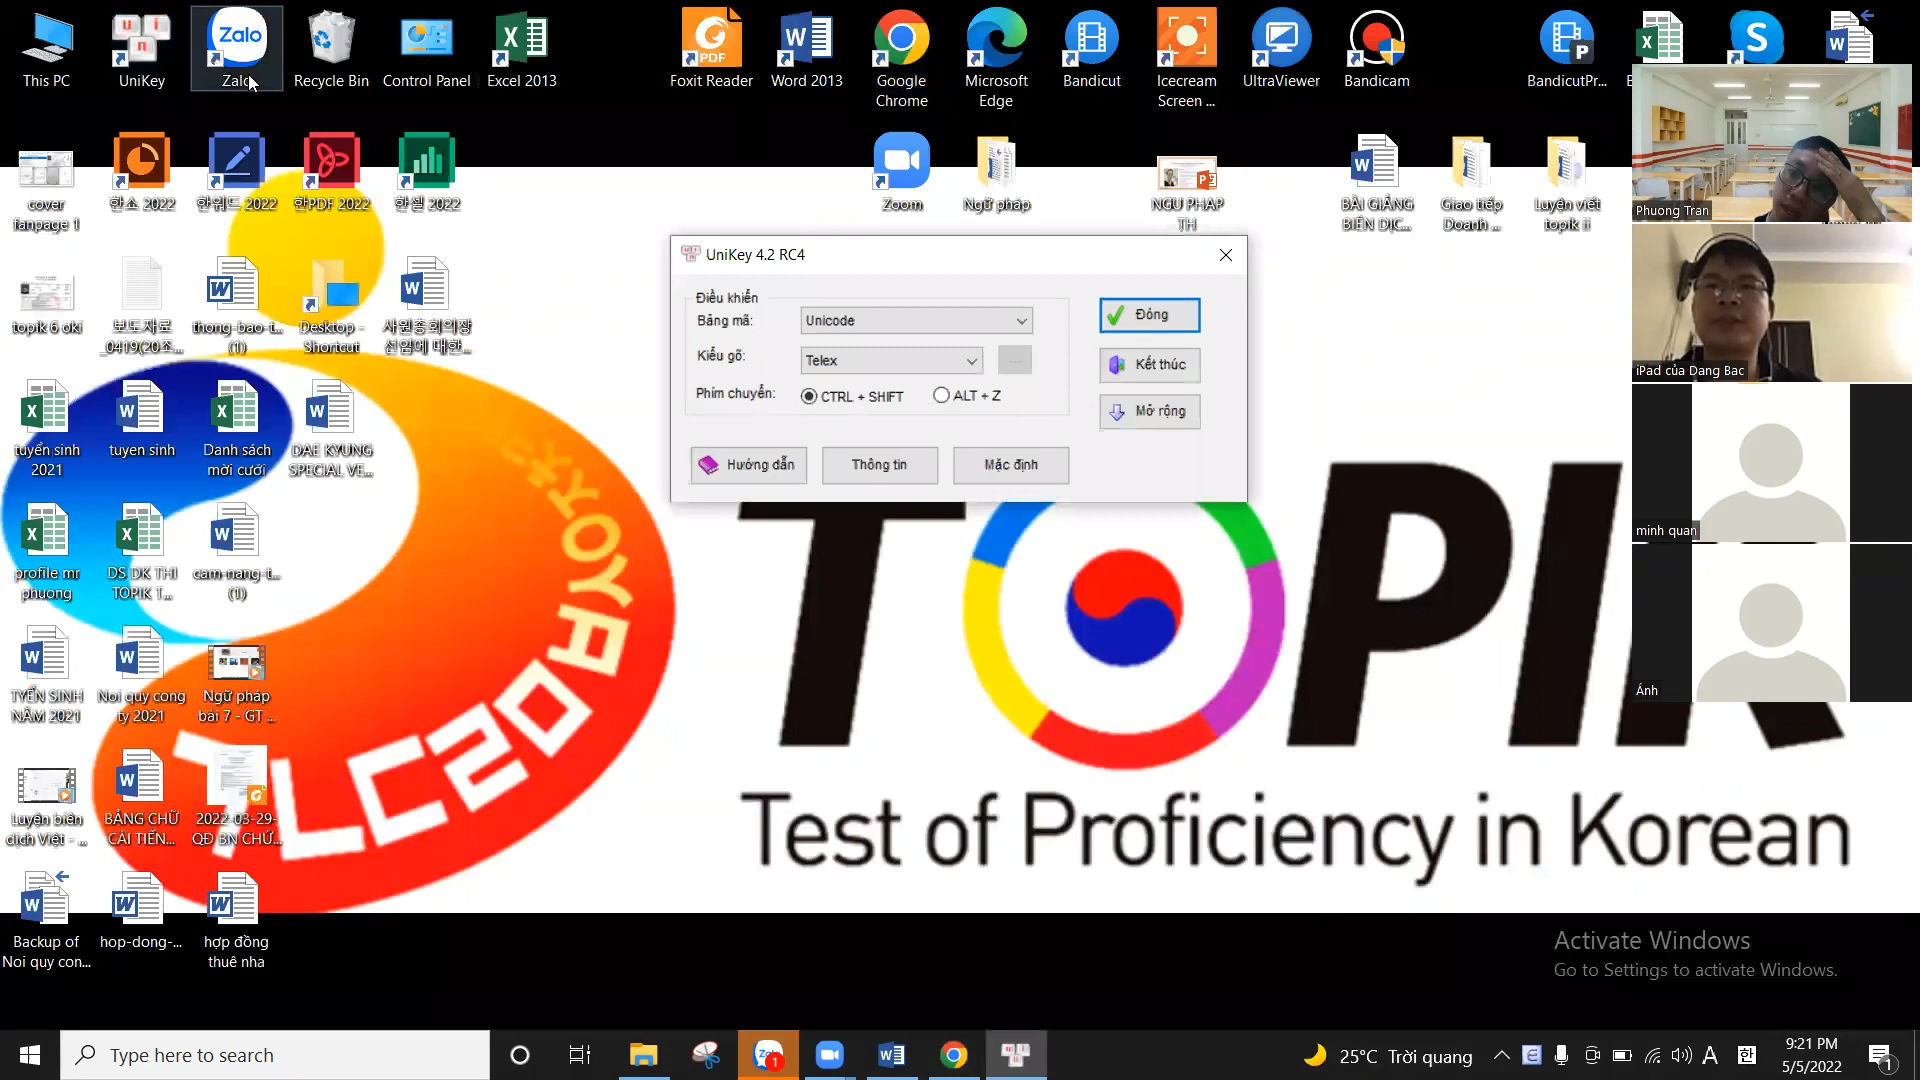 This PC
UniKey
Zalo
Zalo
Recycle Bin
Control Panel
Excel 2013
PDF
Foxit Reader
Word 2013
Google
Chrome
Microsoft
Edge
Bandicut
Icecream
Screen ...
UltraViewer
Bandicam
BandicutPr...
cover
fanpage 1
한쇼 2022
한워드 2022
한PDF 2022
한셀 2022
Zoom
Ngữ pháp
NGU PHAP
TH
BÀI GIẢNG
BIÊN DỊC...
Giao tiếp
Doanh ...
Luyện viết
topik ii
Phuong Tran
topik 6 oki
보도자료
_0419(20조...
thong-bao-t...
(1)
Desktop -
Shortcut
사원총회의장
선임에 대한...
UniKey 4.2 RC4
Điều khiển
Bảng mã:
Unicode
Kiểu gõ:
Telex
...
Phím chuyển:
CTRL + SHIFT
ALT + Z
Đóng
Kết thúc
Mở rộng
Hướng dẫn
Thông tin
Mặc định
iPad của Dang Bac
tuyển sinh
2021
tuyen sinh
Danh sách
mời cưới
DAE KYUNG
SPECIAL VE...
minh quan
profile mr
phuong
DS DK THI
TOPIK T...
cam-nang-t...
(1)
TYỂN SINH
NĂM 2021
Noi quy cong
ty 2021
Ngữ pháp
bài 7 - GT ...
Ánh
Luyện biên
dịch Việt - ...
BẢNG CHỮ
CÁI TIẾN...
2022-03-29-
QĐ BN CHỨ...
YLC20
TOPIK
Test of Proficiency in Korean
Backup of
Noi quy con...
hop-dong-...
hợp đồng
thuê nha
Activate Windows
Go to Settings to activate Windows.
Type here to search
1
25°C Trời quang
A
한
9:21 PM
5/5/2022
1